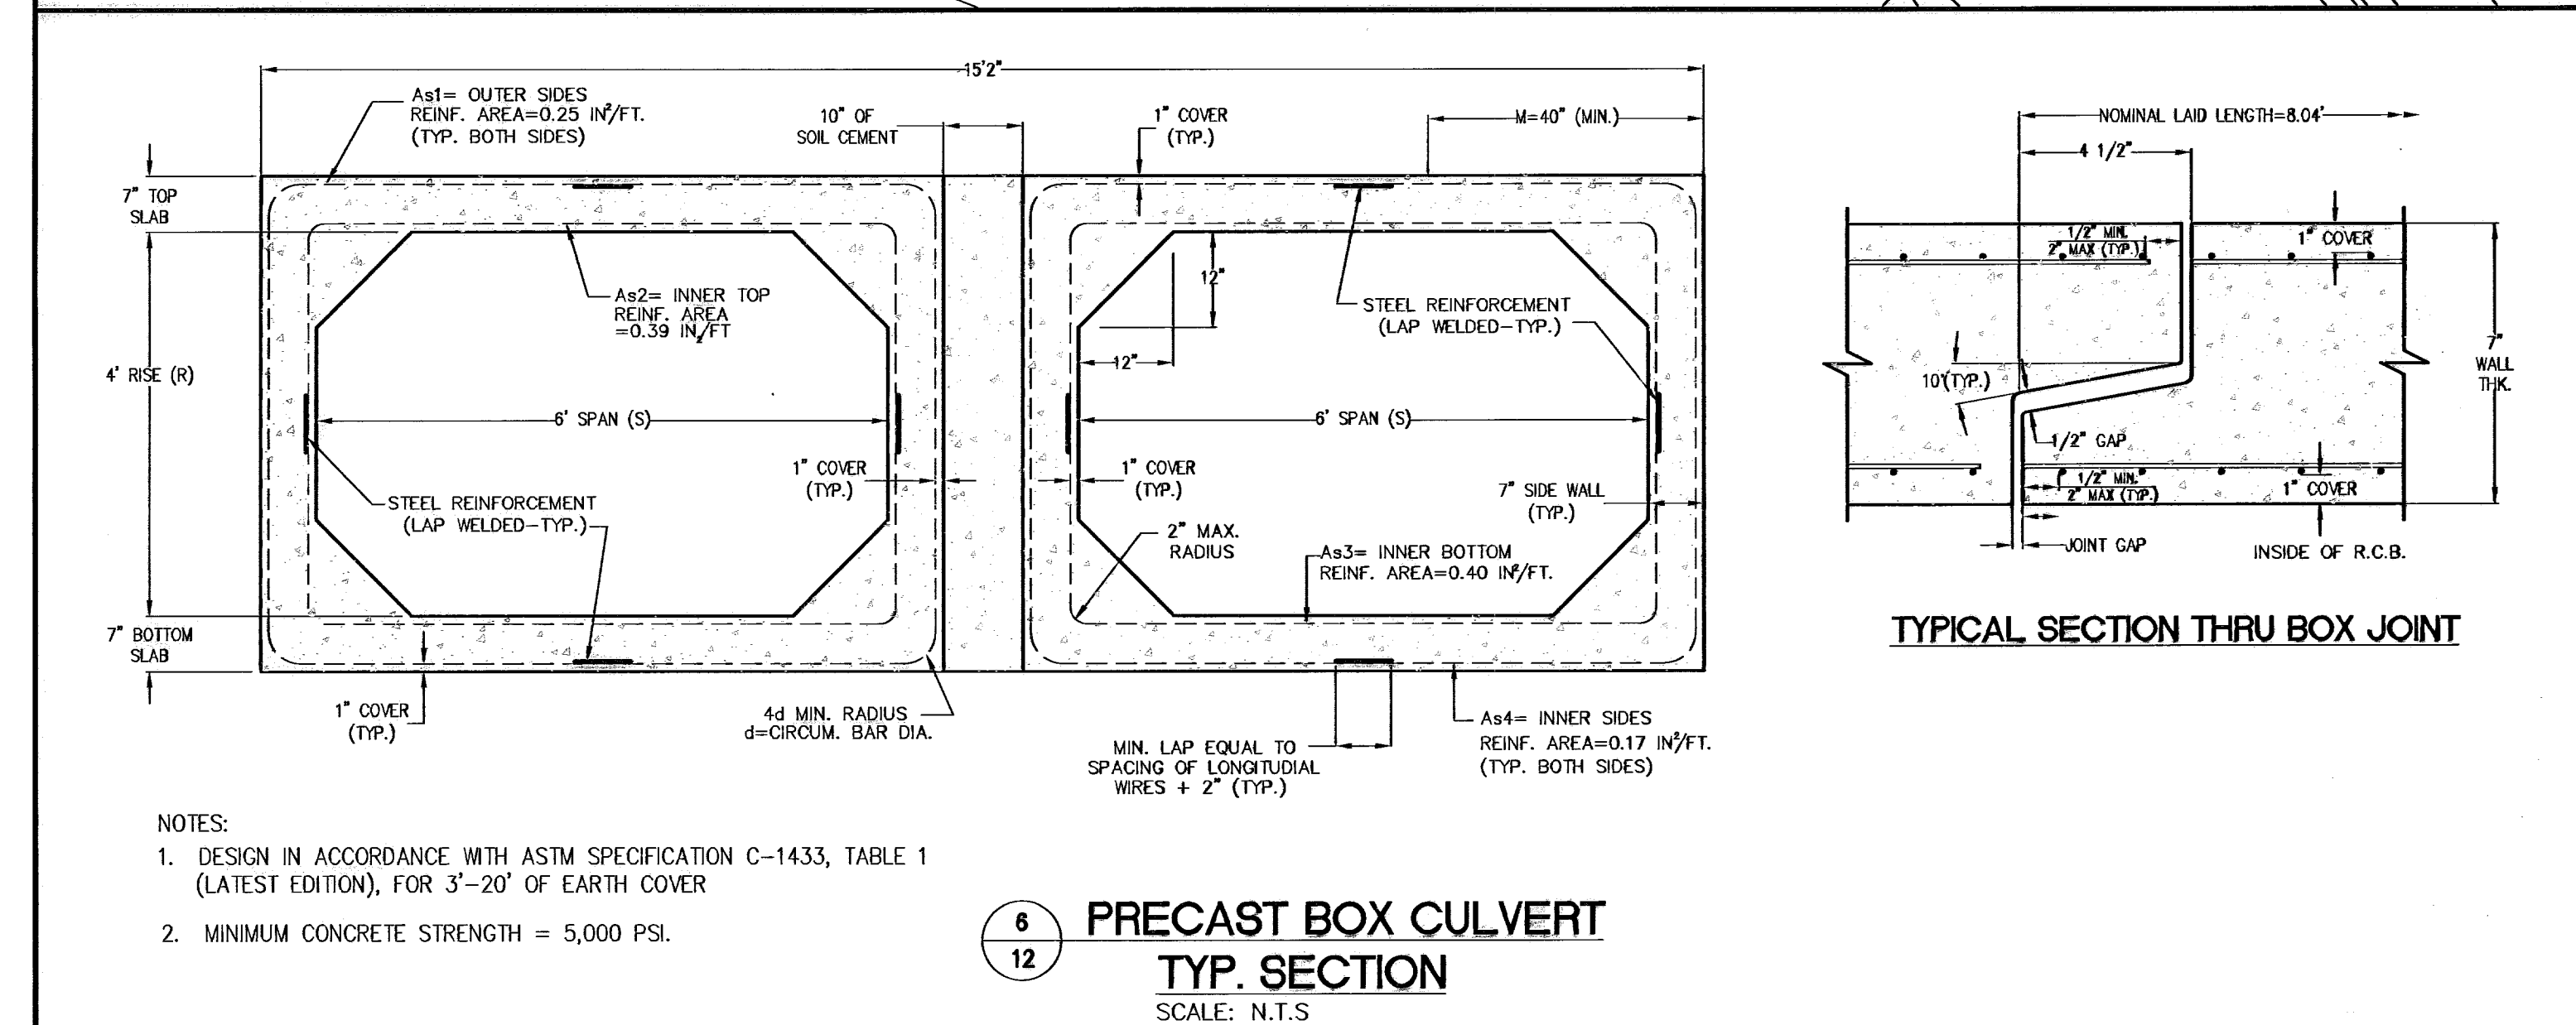 15'2"
As1= OUTER SIDES
REINF. AREA=0.25 IN²/FT.
(TYP. BOTH SIDES)
10" OF
SOIL CEMENT
1" COVER
(TYP.)
M=40" (MIN.)
7" TOP
SLAB
As2= INNER TOP
REINF. AREA
=0.39 IN²/FT
12"
12"
STEEL REINFORCEMENT
(LAP WELDED-TYP.)
4' RISE (R)
6' SPAN (S)
6' SPAN (S)
1" COVER
(TYP.)
1" COVER
(TYP.)
7" SIDE WALL
(TYP.)
STEEL REINFORCEMENT
(LAP WELDED-TYP.)
2" MAX.
RADIUS
As3= INNER BOTTOM
REINF. AREA=0.40 IN²/FT.
7" BOTTOM
SLAB
1" COVER
(TYP.)
4d MIN. RADIUS
d=CIRCUM. BAR DIA.
MIN. LAP EQUAL TO
SPACING OF LONGITUDIAL
WIRES + 2" (TYP.)
As4= INNER SIDES
REINF. AREA=0.17 IN²/FT.
(TYP. BOTH SIDES)
NOMINAL LAID LENGTH=8.04'
4 1/2"
1/2" MIN.
2" MAX (TYP.)
1" COVER
10°(TYP.)
7"
WALL
THK.
1/2" GAP
1/2" MIN.
2" MAX (TYP.)
1" COVER
JOINT GAP
INSIDE OF R.C.B.
TYPICAL SECTION THRU BOX JOINT
NOTES:
1. DESIGN IN ACCORDANCE WITH ASTM SPECIFICATION C-1433, TABLE 1
(LATEST EDITION), FOR 3'-20' OF EARTH COVER
2. MINIMUM CONCRETE STRENGTH = 5,000 PSI.
6
12
PRECAST BOX CULVERT
TYP. SECTION
SCALE: N.T.S